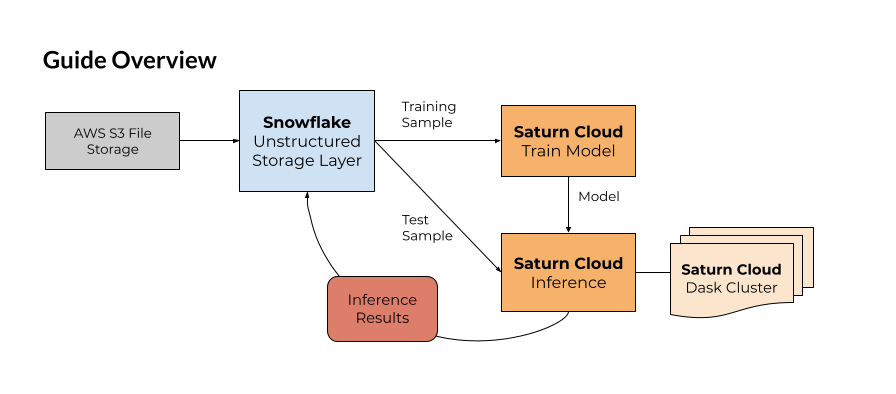 Guide Overview
AWS S3 File
Storage
Snowflake
Unstructured
Storage Layer
Training
Sample
Saturn Cloud
Train Model
Model
Test
Sample
Saturn Cloud
Inference
Saturn Cloud
Dask Cluster
Inference
Results